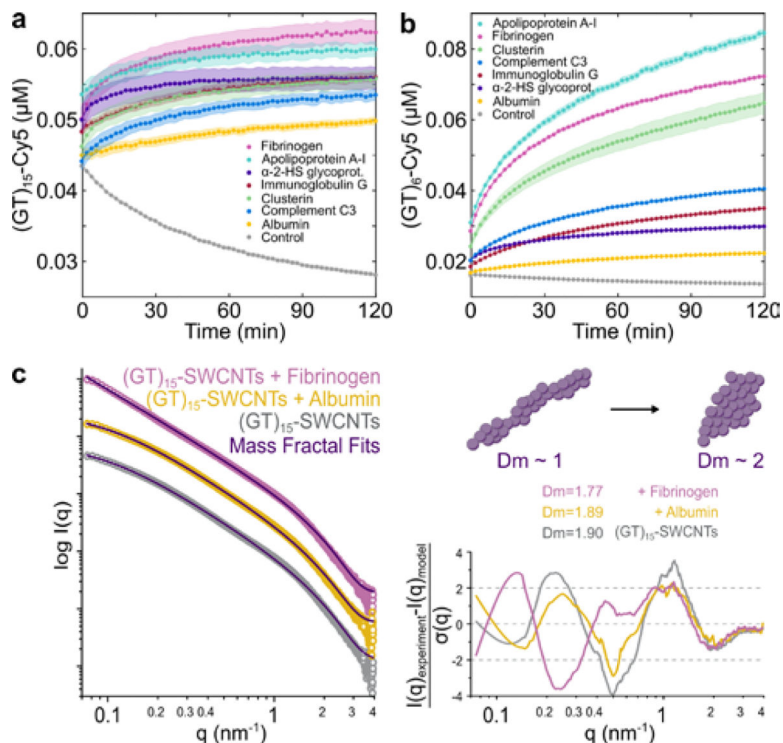 a
0.06
0.05
0.04
0.03
(GT)₁₅-Cy5 (µM)
Fibrinogen
Apolipoprotein A-I
α-2-HS glycoprot.
Immunoglobulin G
Clusterin
Complement C3
Albumin
Control
0 30 60 90 120
Time (min)
b
0.08
0.06
0.04
0.02
(GT)₆-Cy5 (µM)
Apolipoprotein A-I
Fibrinogen
Clusterin
Complement C3
Immunoglobulin G
α-2-HS glycoprot.
Albumin
Control
0 30 60 90 120
Time (min)
c
log I(q)
(GT)₁₅-SWCNTs + Fibrinogen
(GT)₁₅-SWCNTs + Albumin
(GT)₁₅-SWCNTs
Mass Fractal Fits
0.1 0.2 0.3 0.4 1 2 3 4
q (nm⁻¹)
Dm ~ 1
Dm ~ 2
Dm=1.77 + Fibrinogen
Dm=1.89 + Albumin
Dm=1.90 (GT)₁₅-SWCNTs
I(q)experiment-I(q)model
σ(q)
4
2
0
-2
-4
0.1 0.2 0.3 0.4 1 2 3 4
q (nm⁻¹)